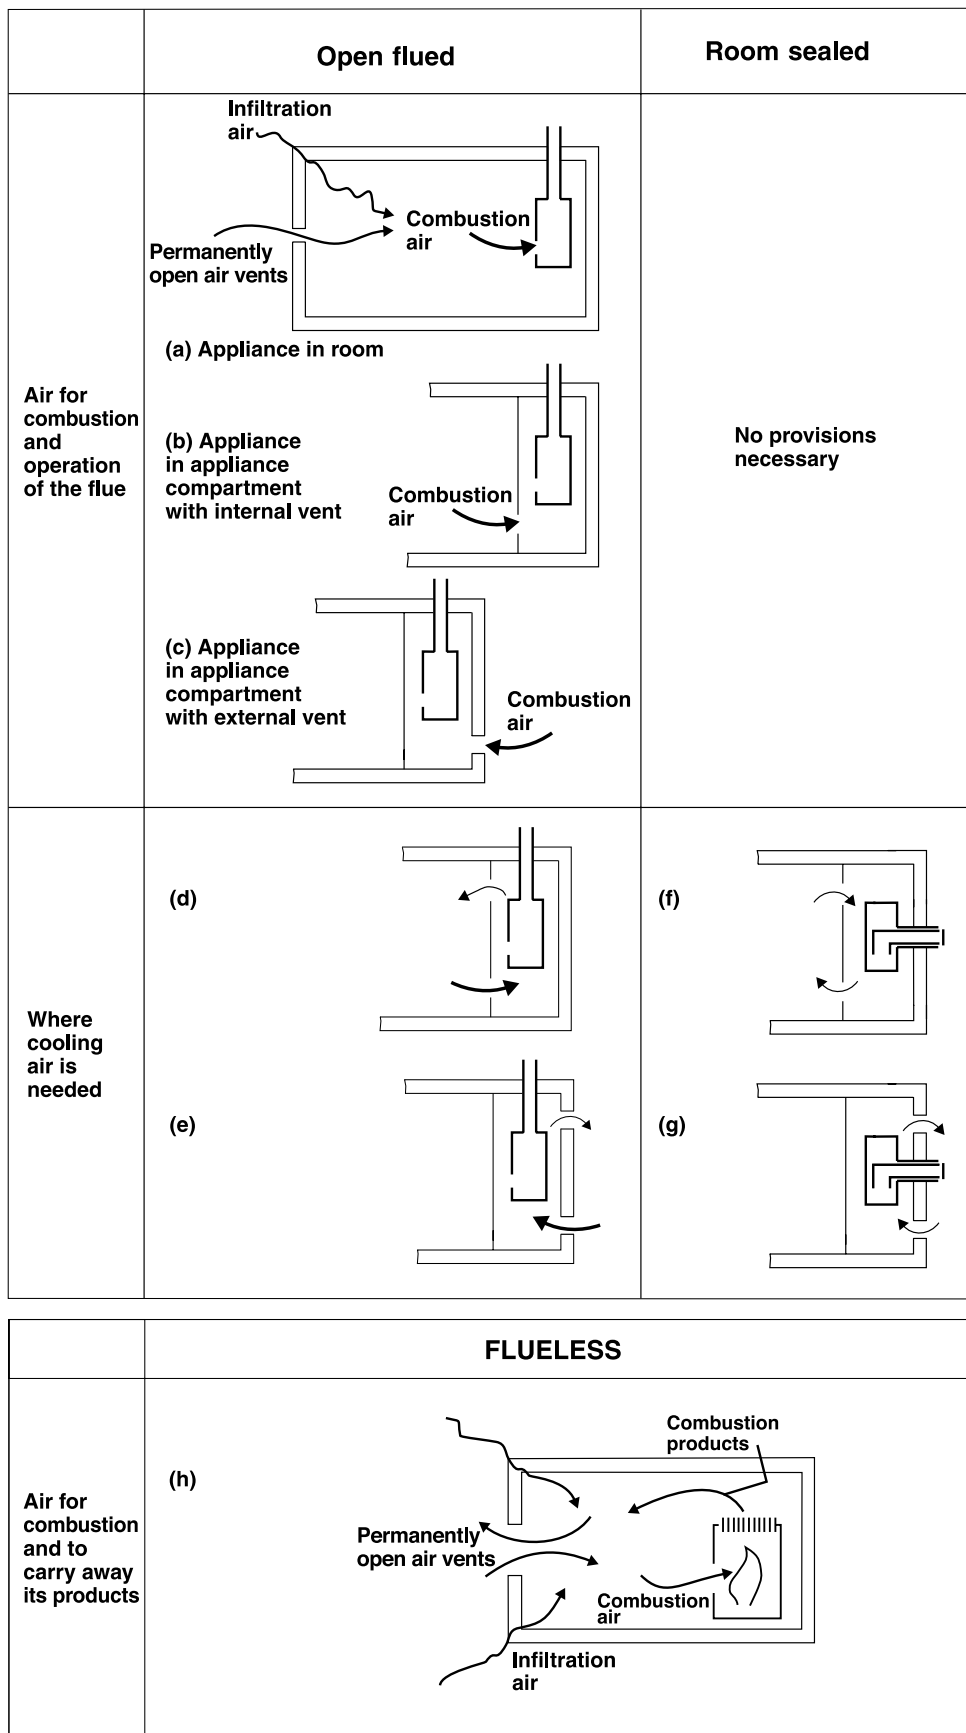 Open flued
Room sealed
Air for
combustion
and
operation
of the flue
Infiltration
air
Permanently
open air vents
Combustion
air
(a) Appliance in room
(b) Appliance
in appliance
compartment
with internal vent
Combustion
air
(c) Appliance
in appliance
compartment
with external vent
Combustion
air
No provisions
necessary
Where
cooling
air is
needed
(d)
(e)
(f)
(g)
FLUELESS
Air for
combustion
and to
carry away
its products
(h)
Combustion
products
Permanently
open air vents
Combustion
air
Infiltration
air